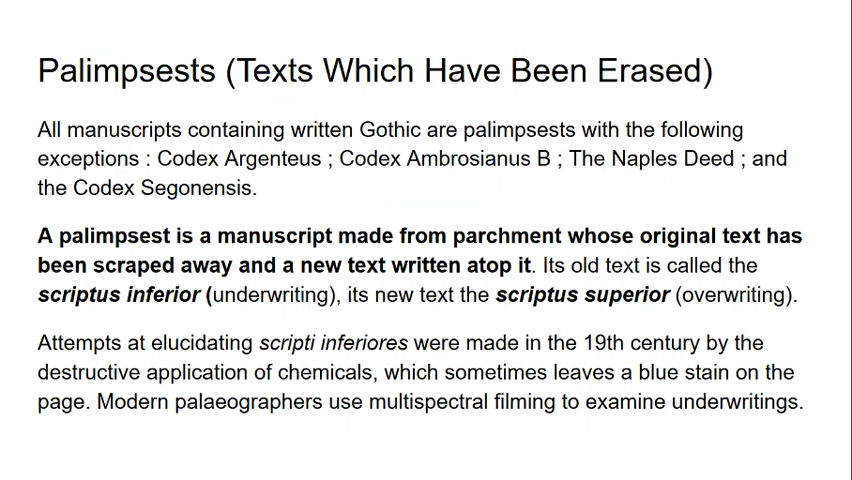 Palimpsests (Texts Which Have Been Erased)
All manuscripts containing written Gothic are palimpsests with the following
exceptions : Codex Argenteus ; Codex Ambrosianus B ; The Naples Deed ; and
the Codex Segonensis.
A palimpsest is a manuscript made from parchment whose original text has
been scraped away and a new text written atop it. Its old text is called the
scriptus inferior (underwriting), its new text the scriptus superior (overwriting).
Attempts at elucidating scripti inferiores were made in the 19th century by the
destructive application of chemicals, which sometimes leaves a blue stain on the
page. Modern palaeographers use multispectral filming to examine underwritings.